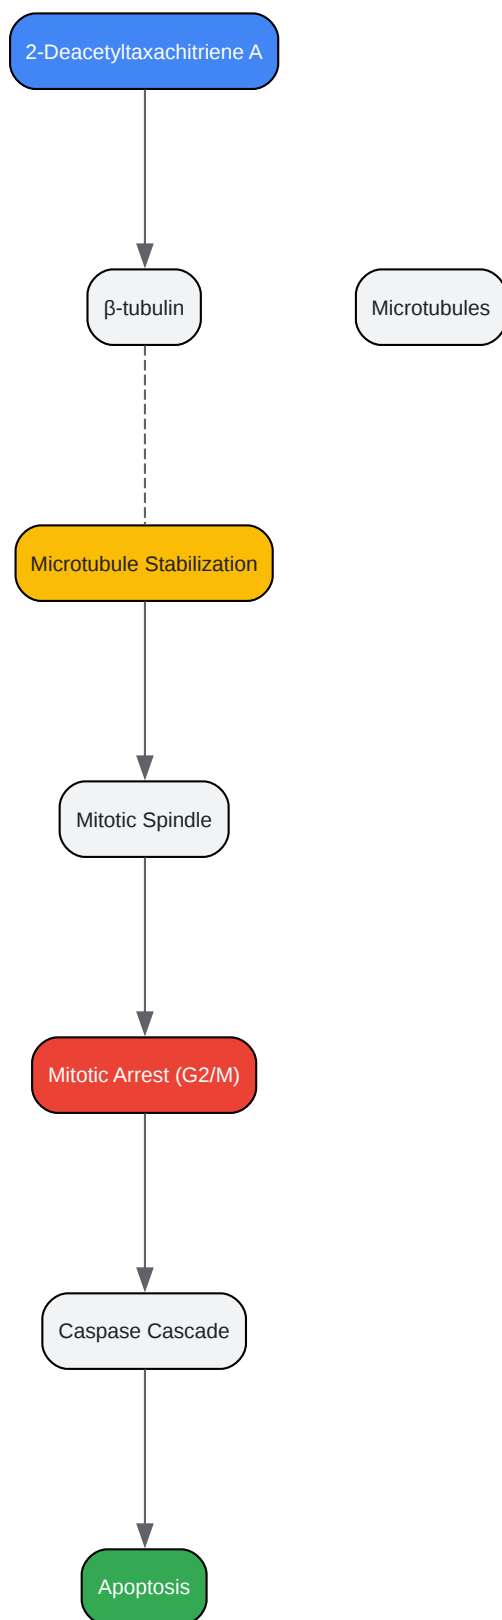 2-Deacetyltaxachitriene A
β-tubulin
Microtubules
Microtubule Stabilization
Mitotic Spindle
Mitotic Arrest (G2/M)
Caspase Cascade
Apoptosis